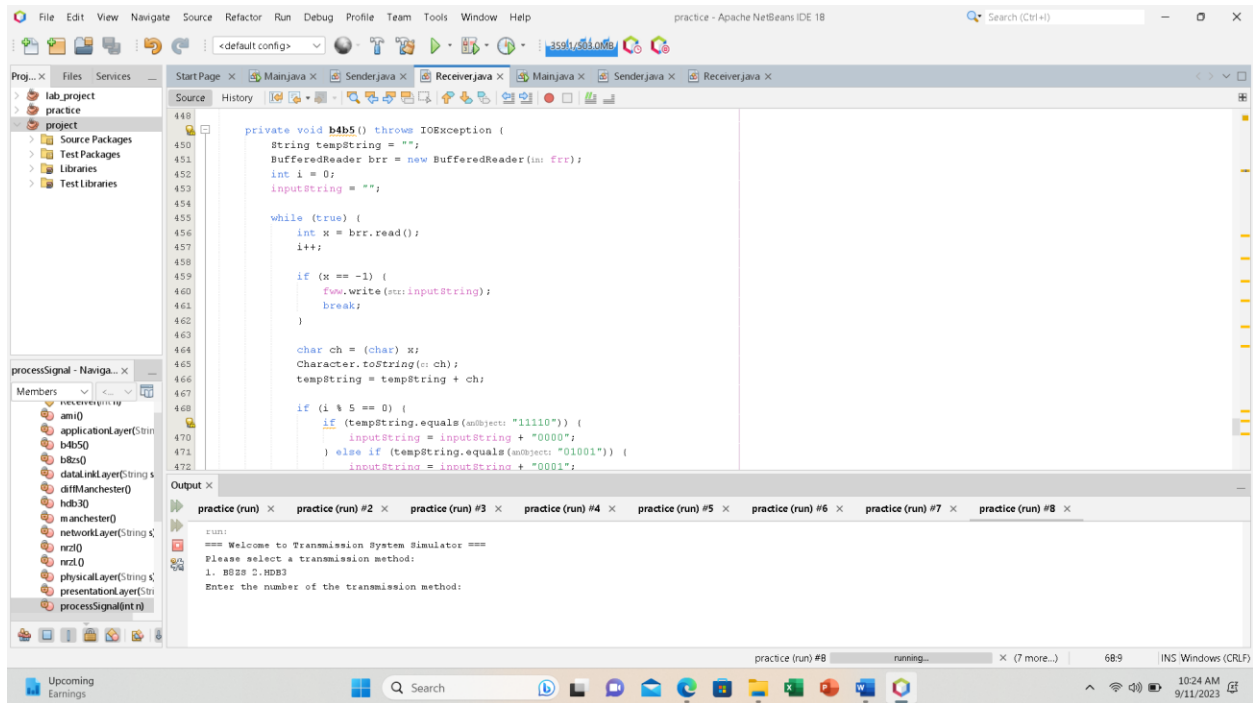 File Edit View Navigate Source Refactor Run Debug Profile Team Tools Window Help practice - Apache NetBeans IDE 18 Search (Ctrl+I)
<default config> 359.1/503.0MB
Proj... Files Services
lab_project
practice
project
Source Packages
Test Packages
Libraries
Test Libraries
Start Page Main.java Sender.java Receiver.java Main.java Sender.java Receiver.java
Source History
448
private void b4b5() throws IOException {
450 String tempString = "";
451 BufferedReader brr = new BufferedReader(in: frr);
452 int i = 0;
453 inputString = "";
454
455 while (true) {
456 int x = brr.read();
457 i++;
458
459 if (x == -1) {
460 fww.write(str: inputString);
461 break;
462 }
463
464 char ch = (char) x;
465 Character.toString(c: ch);
466 tempString = tempString + ch;
467
468 if (i % 5 == 0) {
if (tempString.equals(anObject: "11110")) {
470 inputString = inputString + "0000";
471 } else if (tempString.equals(anObject: "01001")) {
472 inputString = inputString + "0001";
processSignal - Naviga...
Members <...
Receiver(int n)
ami()
applicationLayer(Strin
b4b5()
b8zs()
dataLinkLayer(String s
diffManchester()
hdb3()
manchester()
networkLayer(String s
nrzI()
nrzL()
physicalLayer(String s
presentationLayer(Stri
processSignal(int n)
Output
practice (run) practice (run) #2 practice (run) #3 practice (run) #4 practice (run) #5 practice (run) #6 practice (run) #7 practice (run) #8
run:
=== Welcome to Transmission System Simulator ===
Please select a transmission method:
1. B8ZS 2.HDB3
Enter the number of the transmission method:
practice (run) #8 running... (7 more...) 68:9 INS Windows (CRLF)
Upcoming
Earnings
Search
10:24 AM
9/11/2023